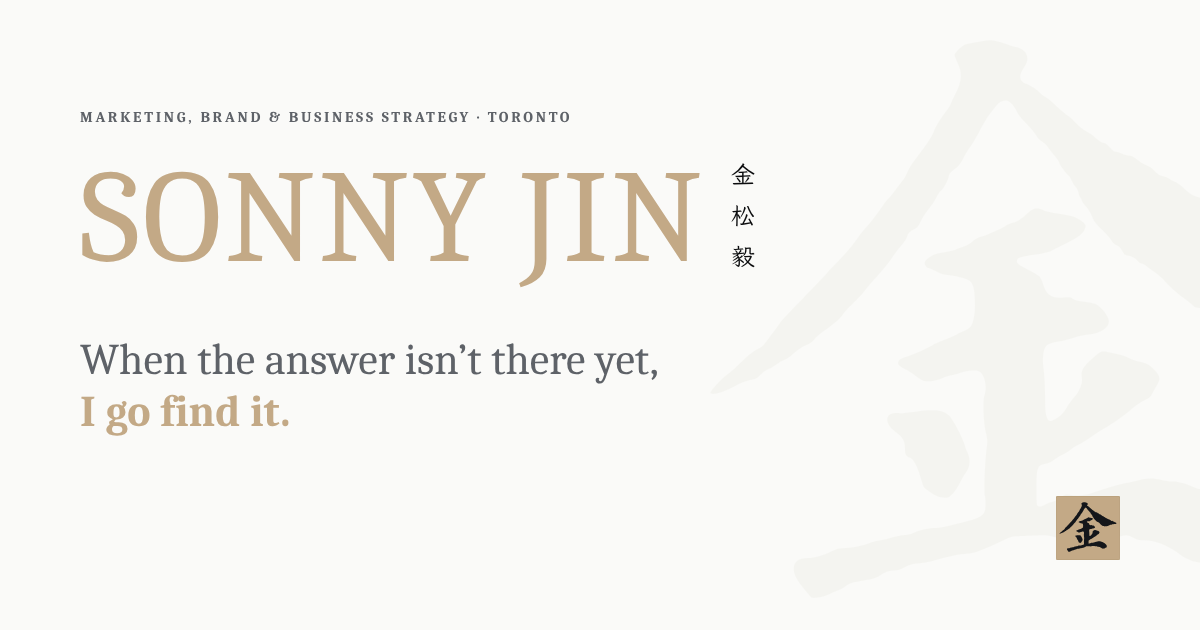 MARKETING, BRAND & BUSINESS STRATEGY · TORONTO
SONNY JIN
金松毅
When the answer isn’t there yet,
I go find it.
金